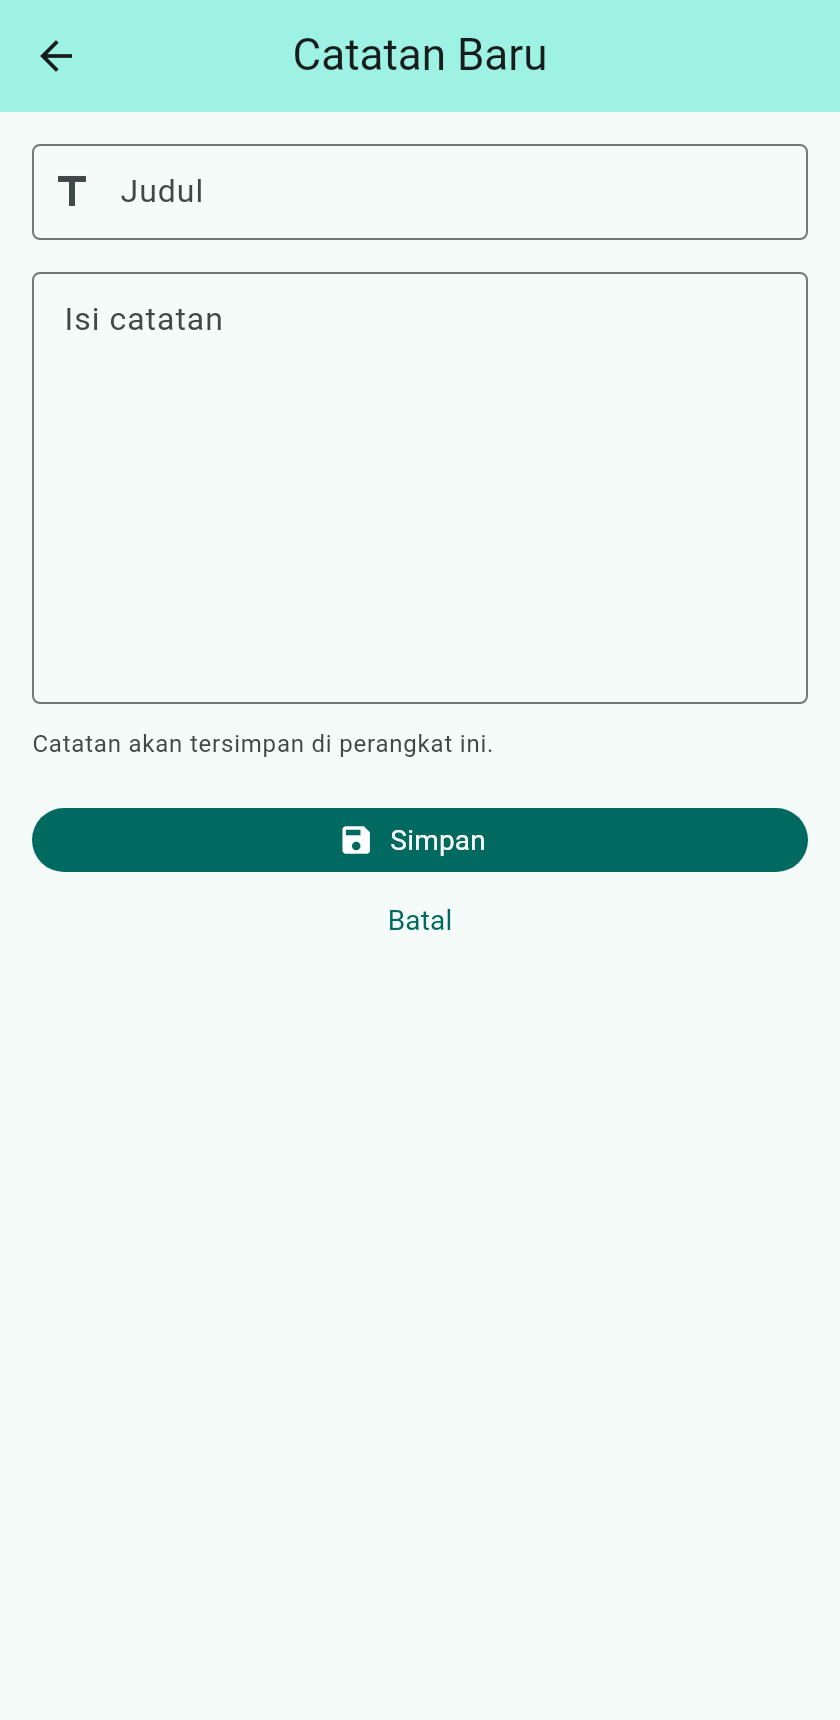 Catatan Baru
Judul
Isi catatan
Catatan akan tersimpan di perangkat ini.
Simpan
Batal